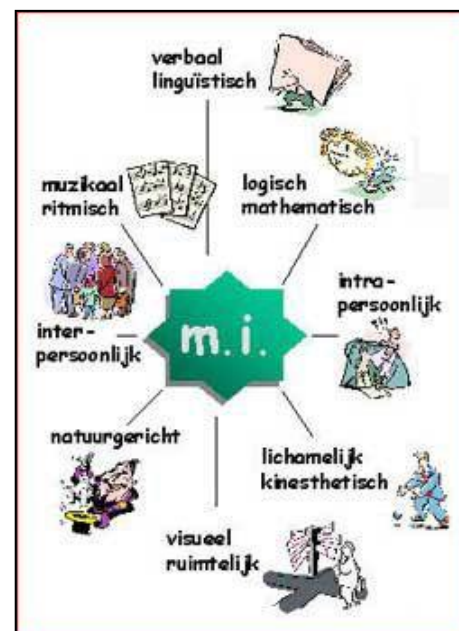 verbaal
linguïstisch
muzikaal
ritmisch
logisch
mathematisch
inter-
persoonlijk
m.i.
intra-
persoonlijk
natuurgericht
lichamelijk
kinesthetisch
visueel
ruimtelijk